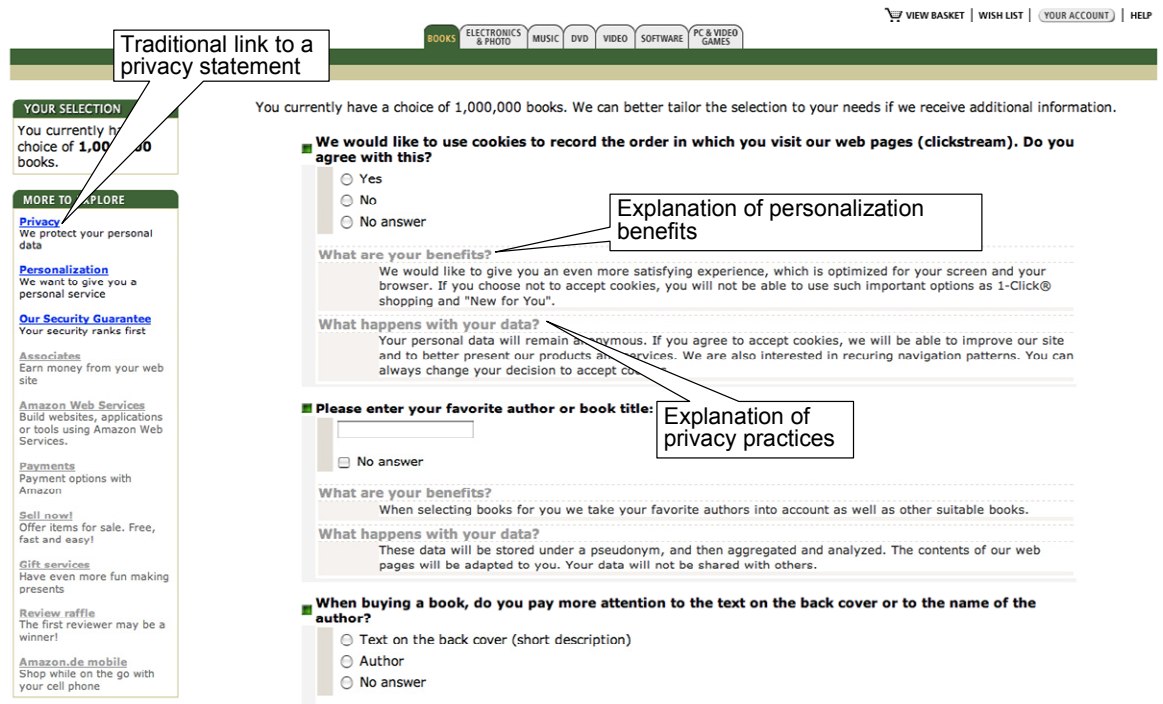 VIEW BASKET | WISH LIST | YOUR ACCOUNT | HELP
BOOKS
ELECTRONICS
& PHOTO
MUSIC
DVD
VIDEO
SOFTWARE
PC & VIDEO
GAMES
Traditional link to a
privacy statement
YOUR SELECTION
You currently
choice of
books.
MORE TO EXPLORE
Privacy
We protect your personal
data
Personalization
We want to give you a
personal service
Our Security Guarantee
Your security ranks first
Associates
Earn money from your web
site
Amazon Web Services
Build websites, applications
or tools using Amazon Web
Services.
Payments
Payment options with
Amazon
Sell now!
Offer items for sale. Free,
fast and easy!
Gift services
Have even more fun making
presents
Review raffle
The first reviewer may be a
winner!
Amazon.de mobile
Shop while on the go with
your cell phone
You currently have a choice of 1,000,000 books. We can better tailor the selection to your needs if we receive additional information.
We would like to use cookies to record the order in which you visit our web pages (clickstream). Do you
agree with this?
Yes
No
No answer
Explanation of personalization
benefits
What are your benefits?
We would like to give you an even more satisfying experience, which is optimized for your screen and your
browser. If you choose not to accept cookies, you will not be able to use such important options as 1-Click®
shopping and "New for You".
What happens with your data?
Your personal data will remain anonymous. If you agree to accept cookies, we will be able to improve our site
and to better present our products and services. We are also interested in recuring navigation patterns. You can
always change your decision to accept
Explanation of
privacy practices
Please enter your favorite author or book title:
No answer
What are your benefits?
When selecting books for you we take your favorite authors into account as well as other suitable books.
What happens with your data?
These data will be stored under a pseudonym, and then aggregated and analyzed. The contents of our web
pages will be adapted to you. Your data will not be shared with others.
When buying a book, do you pay more attention to the text on the back cover or to the name of the
author?
Text on the back cover (short description)
Author
No answer